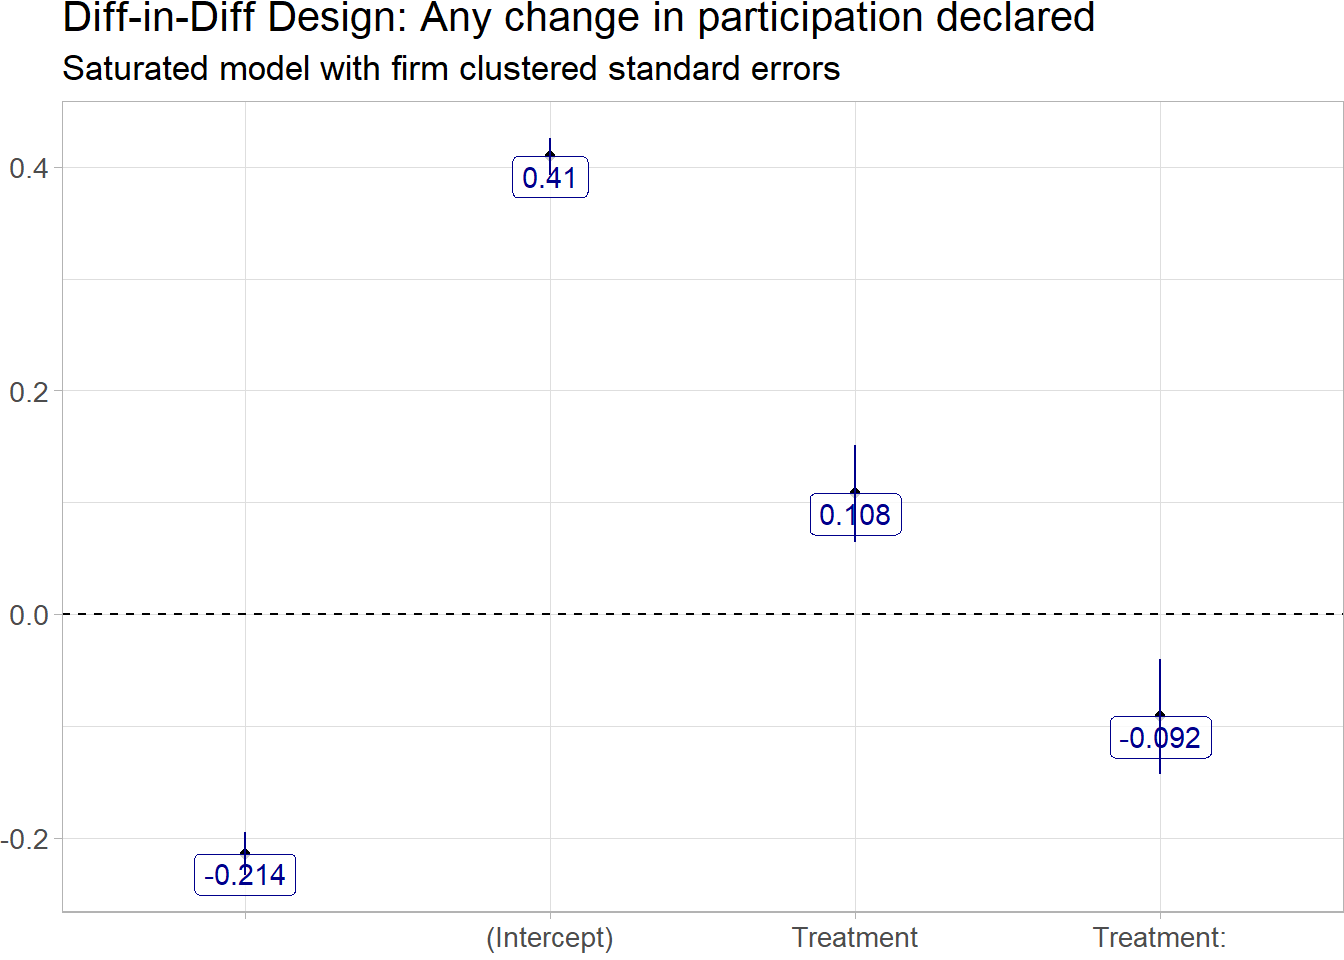 Diff-in-Diff Design: Any change in participation declared
Saturated model with firm clustered standard errors
0.4
0.2
0.0
-0.2
0.41
0.108
-0.092
-0.214
(Intercept)
Treatment
Treatment: